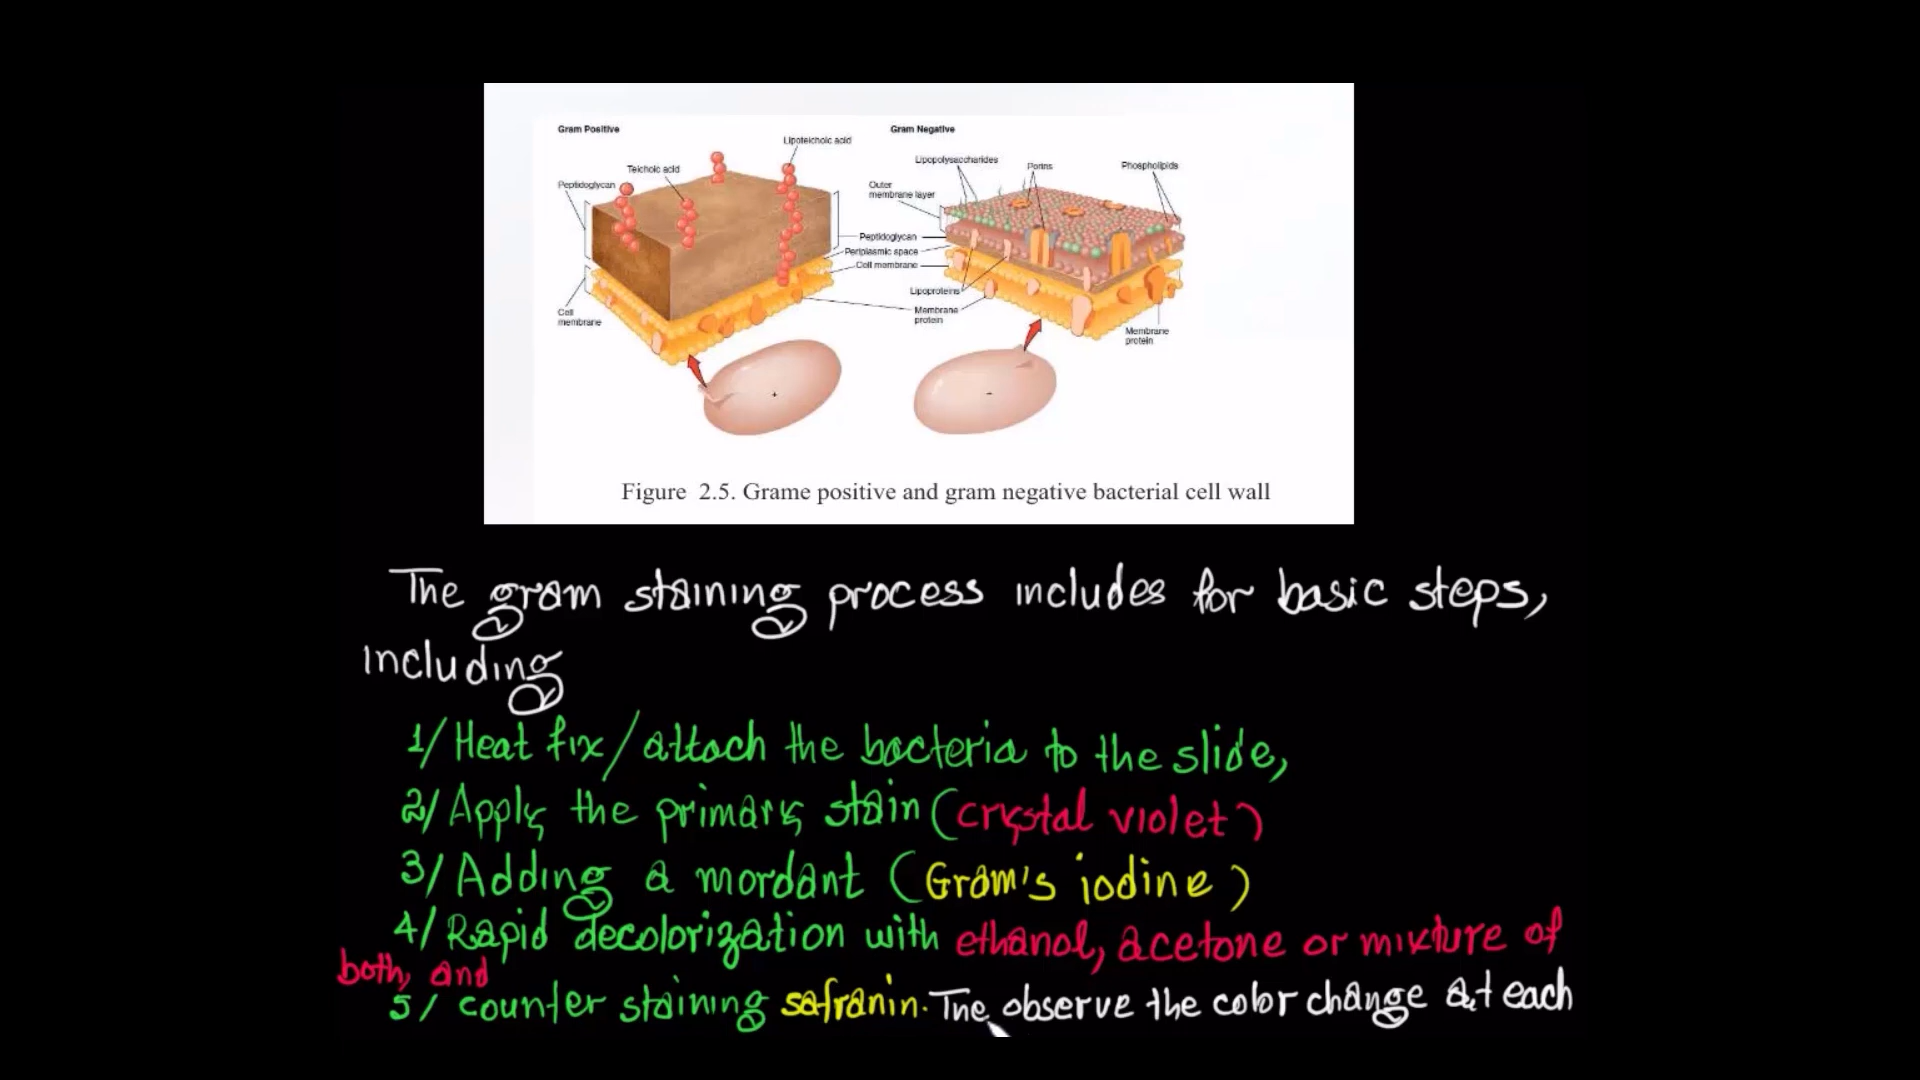 Gram Positive
Gram Negative
Lipoteichoic acid
Teichoic acid
Peptidoglycan
Cell
membrane
Lipopolysaccharides
Porins
Phospholipids
Outer
membrane layer
Peptidoglycan
Periplasmic space
Cell membrane
Lipoproteins
Membrane
protein
Membrane
protein
+
-
Figure 2.5. Grame positive and gram negative bacterial cell wall
The gram staining process includes for basic steps,
including
1/ Heat fix/attach the bacteria to the slide,
2/ Apply the primary stain (crystal violet)
3/ Adding a mordant (Gram's iodine)
4/ Rapid decolorization with ethanol, acetone or mixture of
both, and
5/ counter staining safranin. The observe the color change at each